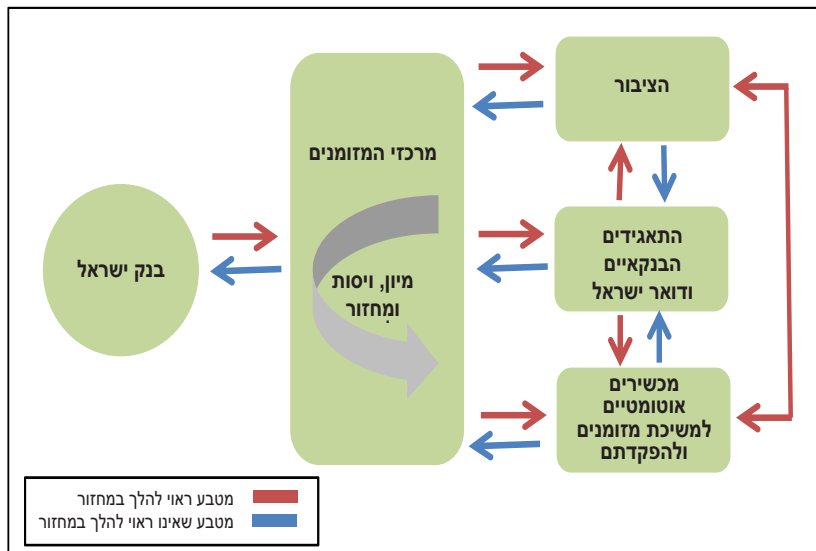 הציבור
מרכזי המזומנים
התאגידים
הבנקאיים
ודואר ישראל
בנק ישראל
מיון, ויסות
ומחזור
מכשירים
אוטומטיים
למשיכת מזומנים
ולהפקדתם
מטבע ראוי להלך במחזור
מטבע שאינו ראוי להלך במחזור